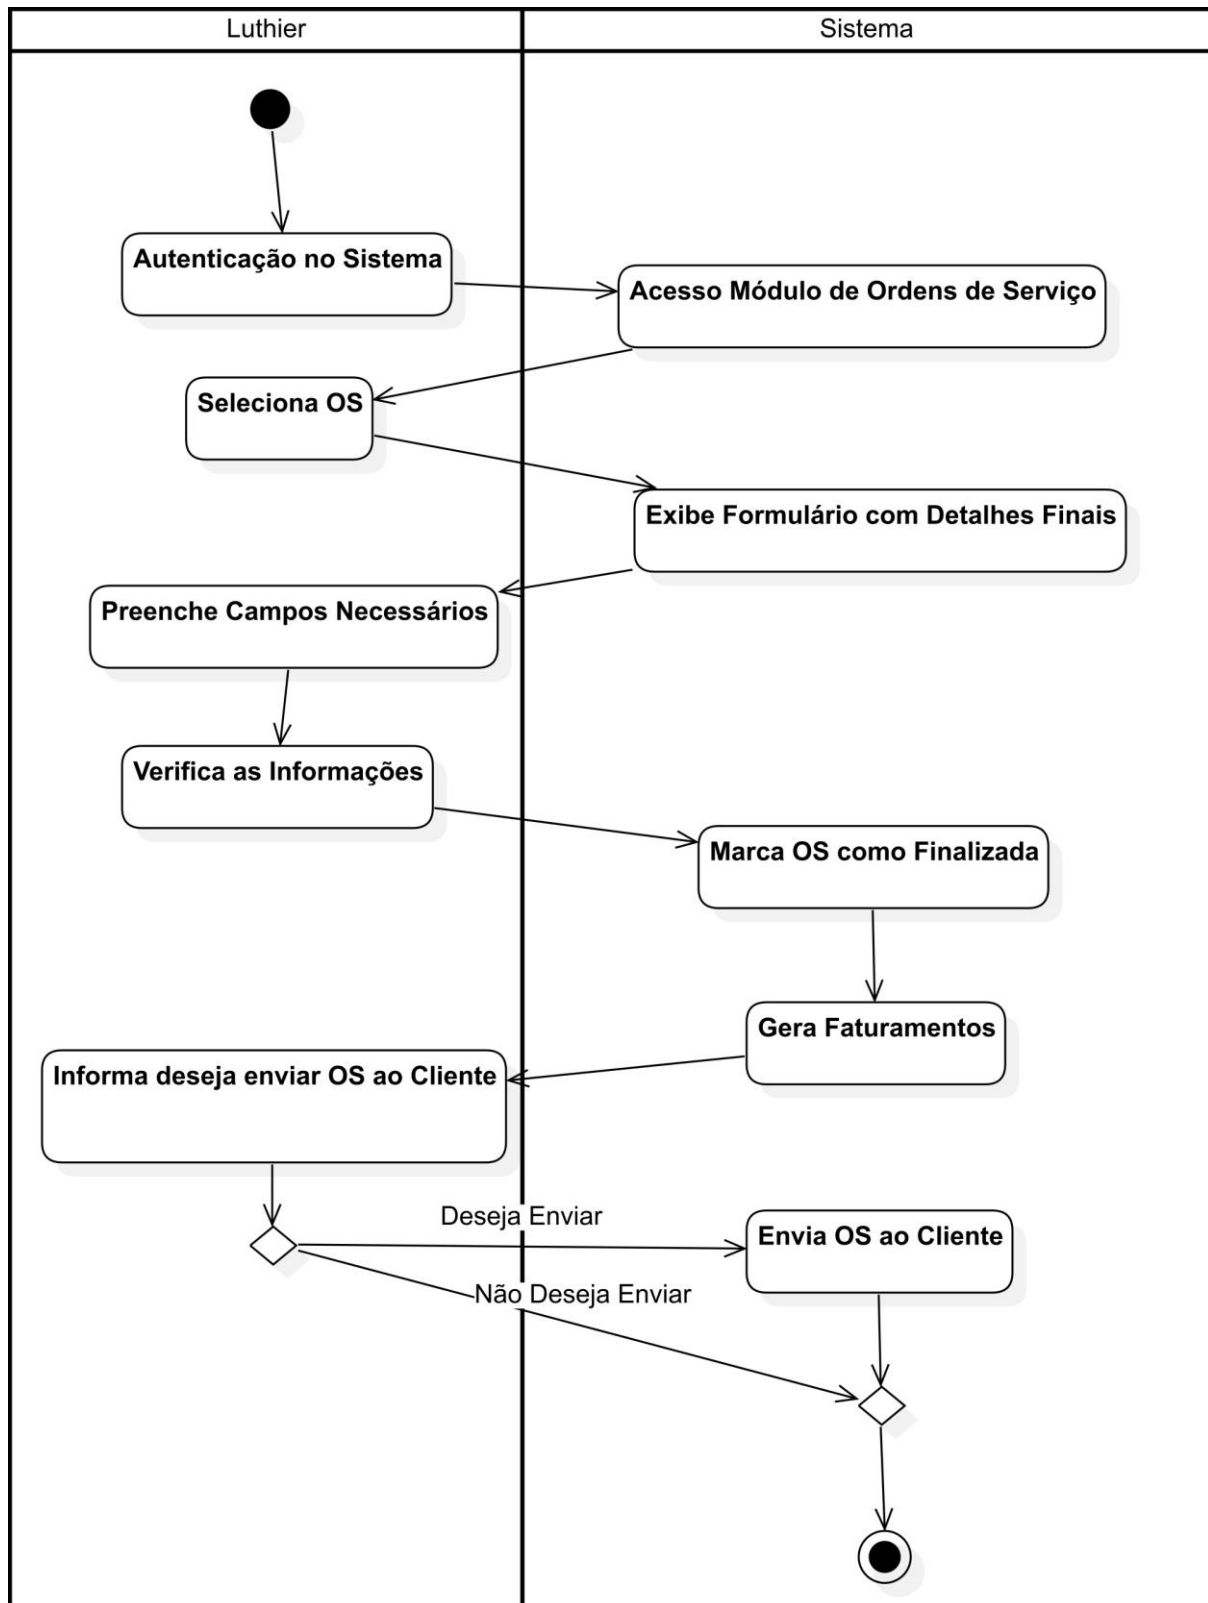 Luthier
Sistema
Autenticação no Sistema
Acesso Módulo de Ordens de Serviço
Seleciona OS
Exibe Formulário com Detalhes Finais
Preenche Campos Necessários
Verifica as Informações
Marca OS como Finalizada
Gera Faturamentos
Informa deseja enviar OS ao Cliente
Deseja Enviar
Envia OS ao Cliente
Não Deseja Enviar